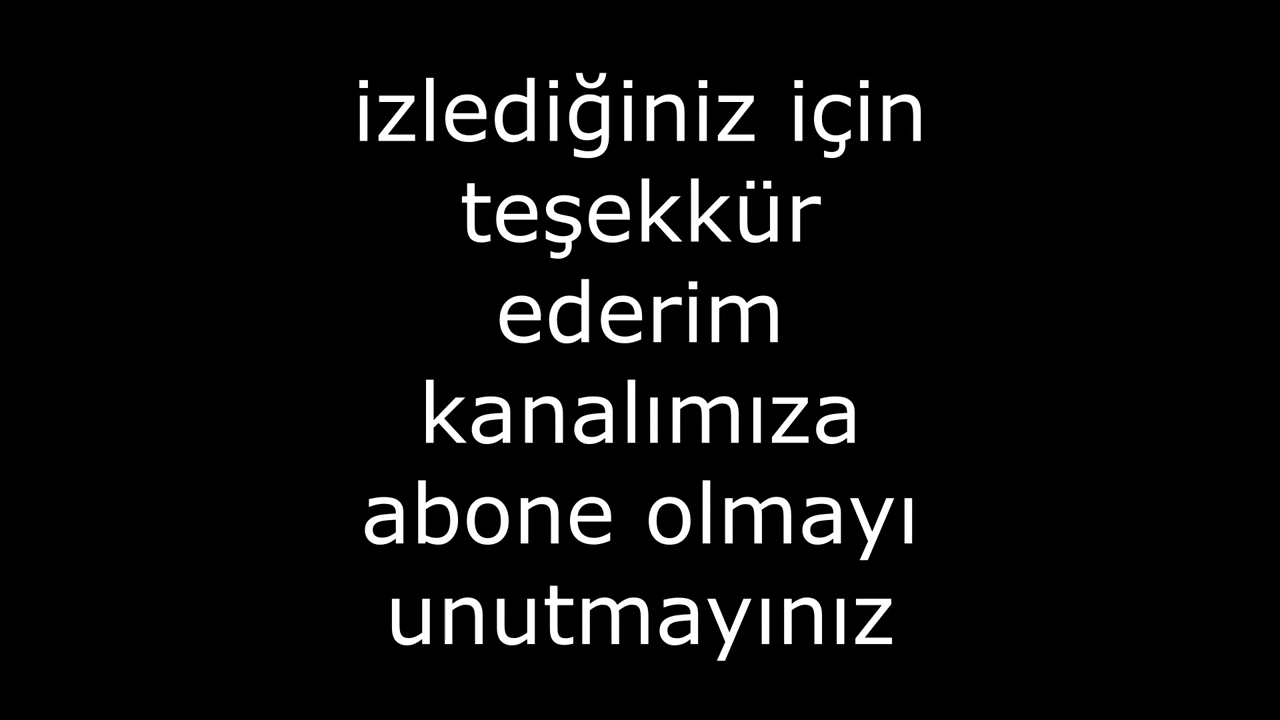 izlediğiniz için
teşekkür
ederim
kanalımıza
abone olmayı
unutmayınız